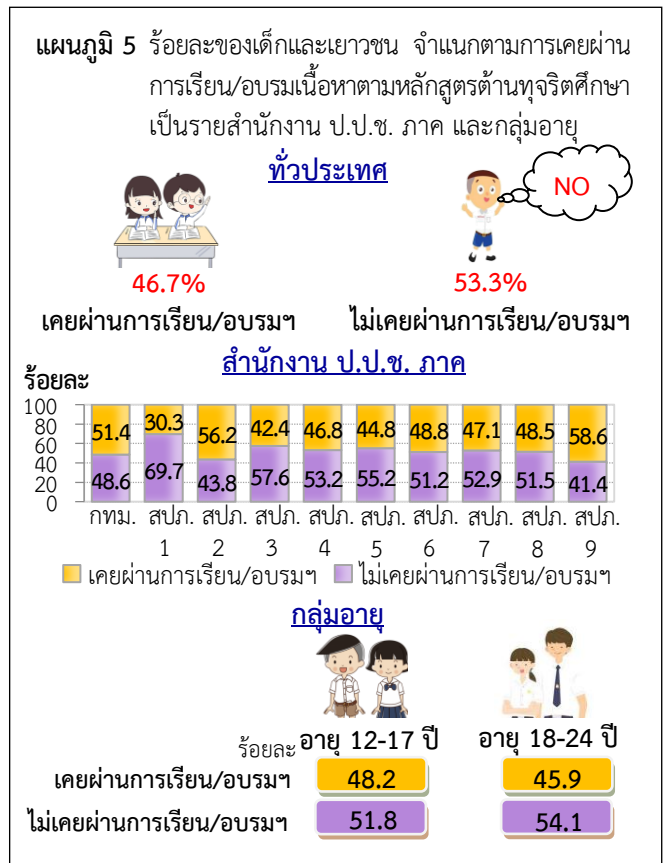 แผนภูมิ 5 ร้อยละของเด็กและเยาวชน จำแนกตามการเคยผ่าน
การเรียน/อบรมเนื้อหาตามหลักสูตรต้านทุจริตศึกษา
เป็นรายสำนักงาน ป.ป.ช. ภาค และกลุ่มอายุ
ทั่วประเทศ
NO
46.7% 53.3%
เคยผ่านการเรียน/อบรมฯ ไม่เคยผ่านการเรียน/อบรมฯ
สำนักงาน ป.ป.ช. ภาค
ร้อยละ
100
80
60
40
20
0
51.4 30.3 56.2 42.4 46.8 44.8 48.8 47.1 48.5 58.6
48.6 69.7 43.8 57.6 53.2 55.2 51.2 52.9 51.5 41.4
กทม. สปภ. สปภ. สปภ. สปภ. สปภ. สปภ. สปภ. สปภ. สปภ.
1 2 3 4 5 6 7 8 9
เคยผ่านการเรียน/อบรมฯ ไม่เคยผ่านการเรียน/อบรมฯ
กลุ่มอายุ
ร้อยละ อายุ 12-17 ปี อายุ 18-24 ปี
เคยผ่านการเรียน/อบรมฯ 48.2 45.9
ไม่เคยผ่านการเรียน/อบรมฯ 51.8 54.1